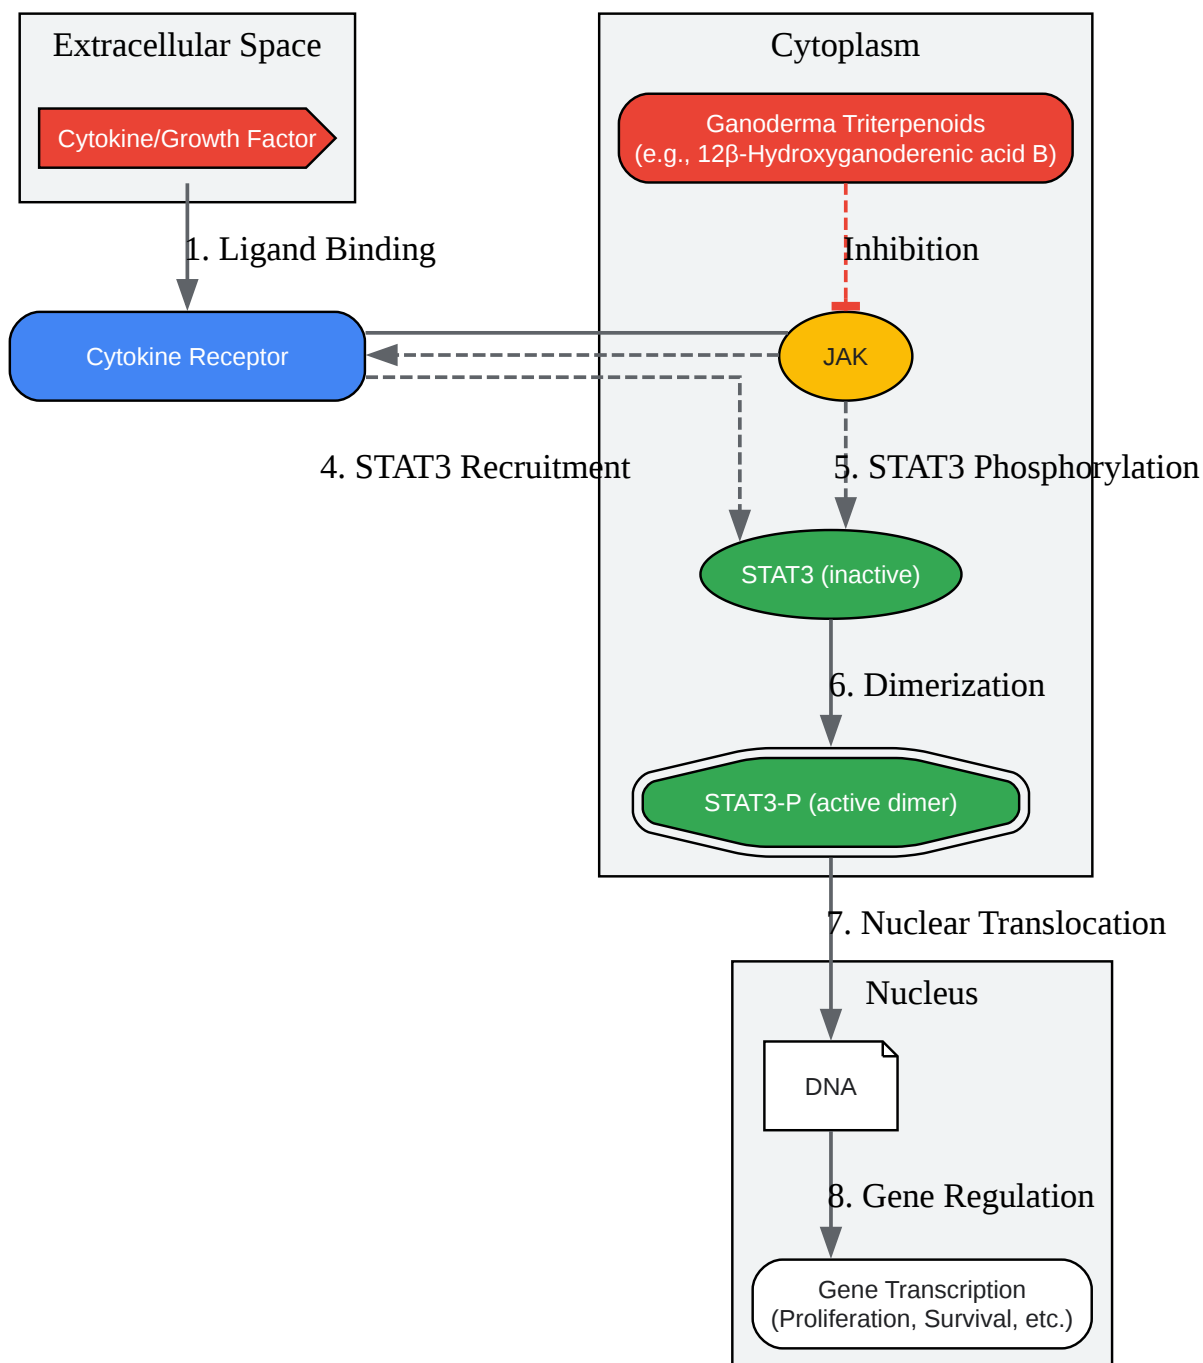 Extracellular Space
Cytoplasm
Cytokine/Growth Factor
Ganoderma Triterpenoids
(e.g., 12β-Hydroxyganoderenic acid B)
1. Ligand Binding
Inhibition
Cytokine Receptor
JAK
4. STAT3 Recruitment
5. STAT3 Phosphorylation
STAT3 (inactive)
6. Dimerization
STAT3-P (active dimer)
7. Nuclear Translocation
Nucleus
DNA
8. Gene Regulation
Gene Transcription
(Proliferation, Survival, etc.)